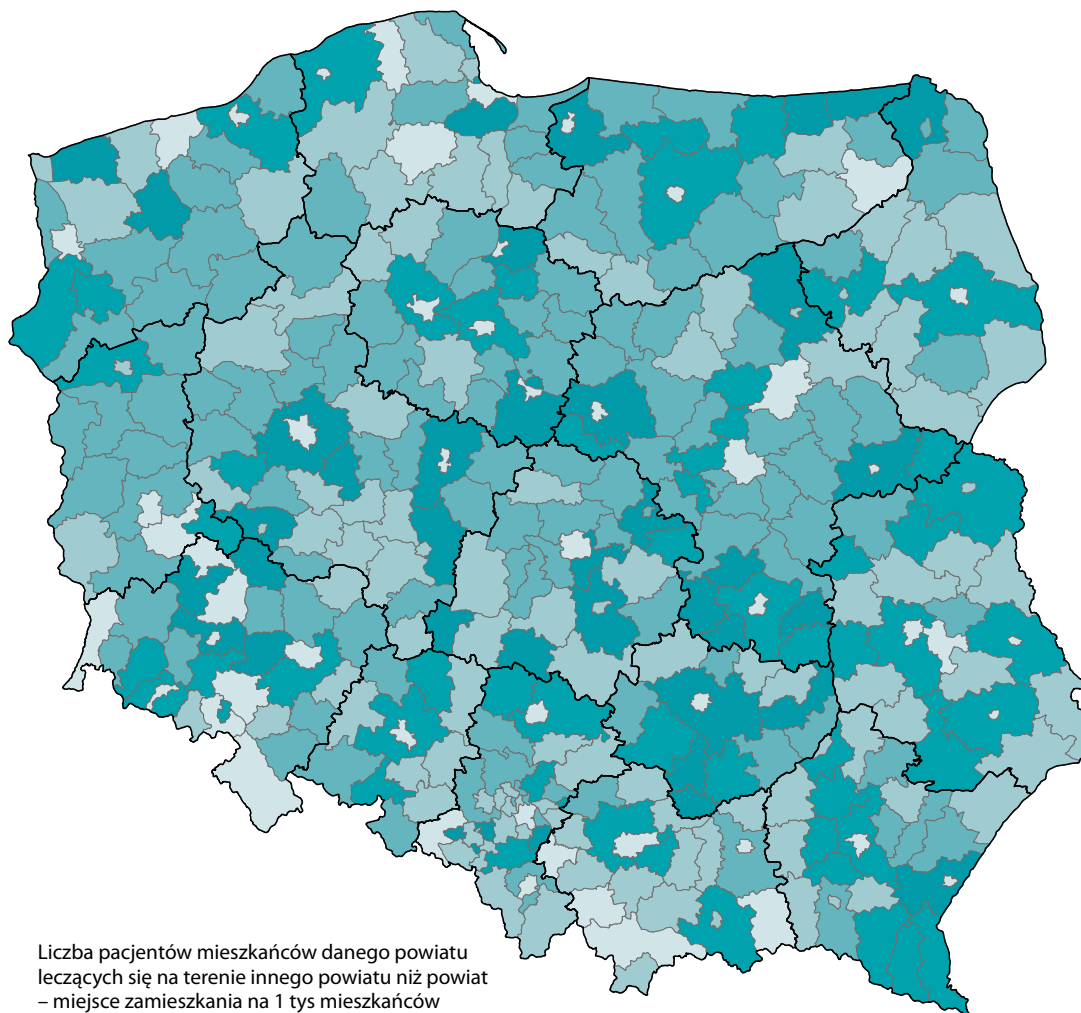 Liczba pacjentów mieszkańców danego powiatu
leczących się na terenie innego powiatu niż powiat
– miejsce zamieszkania na 1 tys mieszkańców